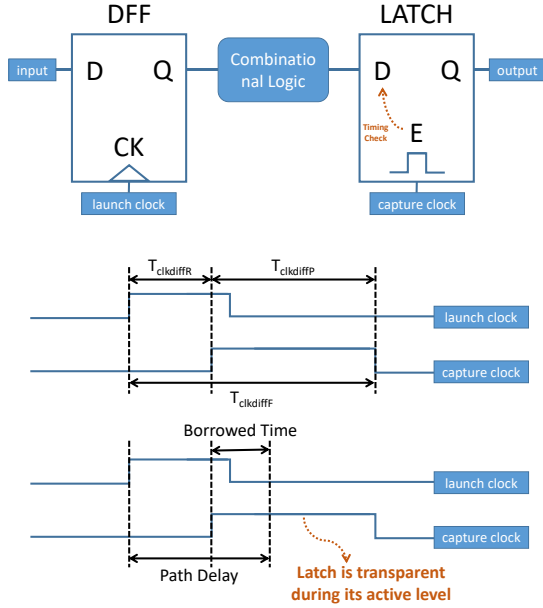 DFF
LATCH
input
D
Q
Combinatio
nal Logic
D
Q
output
Timing
Check
E
CK
launch clock
capture clock
TclkdiffR
TclkdiffP
launch clock
capture clock
TclkdiffF
Borrowed Time
launch clock
capture clock
Path Delay
Latch is transparent
during its active level